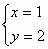 x = 1
y = 2